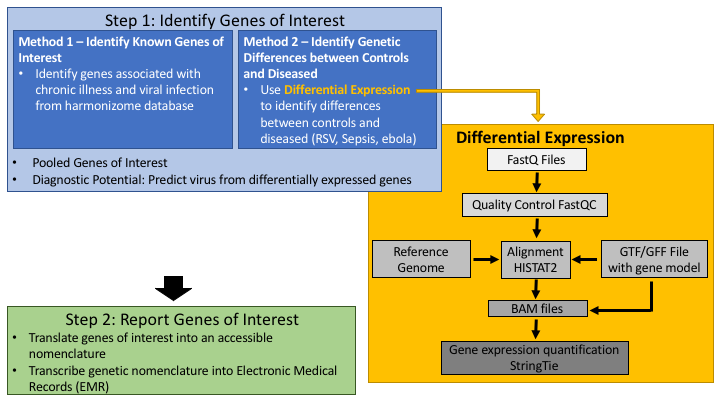 Step 1: Identify Genes of Interest
Method 1 – Identify Known Genes of
Interest
• Identify genes associated with
chronic illness and viral infection
from harmonizome database
Method 2 – Identify Genetic
Differences between Controls
and Diseased
• Use Differential Expression
to identify differences
between controls and
diseased (RSV, Sepsis, ebola)
• Pooled Genes of Interest
• Diagnostic Potential: Predict virus from differentially expressed genes
Differential Expression
FastQ Files
Quality Control FastQC
Reference
Genome
Alignment
HISTAT2
GTF/GFF File
with gene model
BAM files
Gene expression quantification
StringTie
Step 2: Report Genes of Interest
• Translate genes of interest into an accessible
nomenclature
• Transcribe genetic nomenclature into Electronic Medical
Records (EMR)